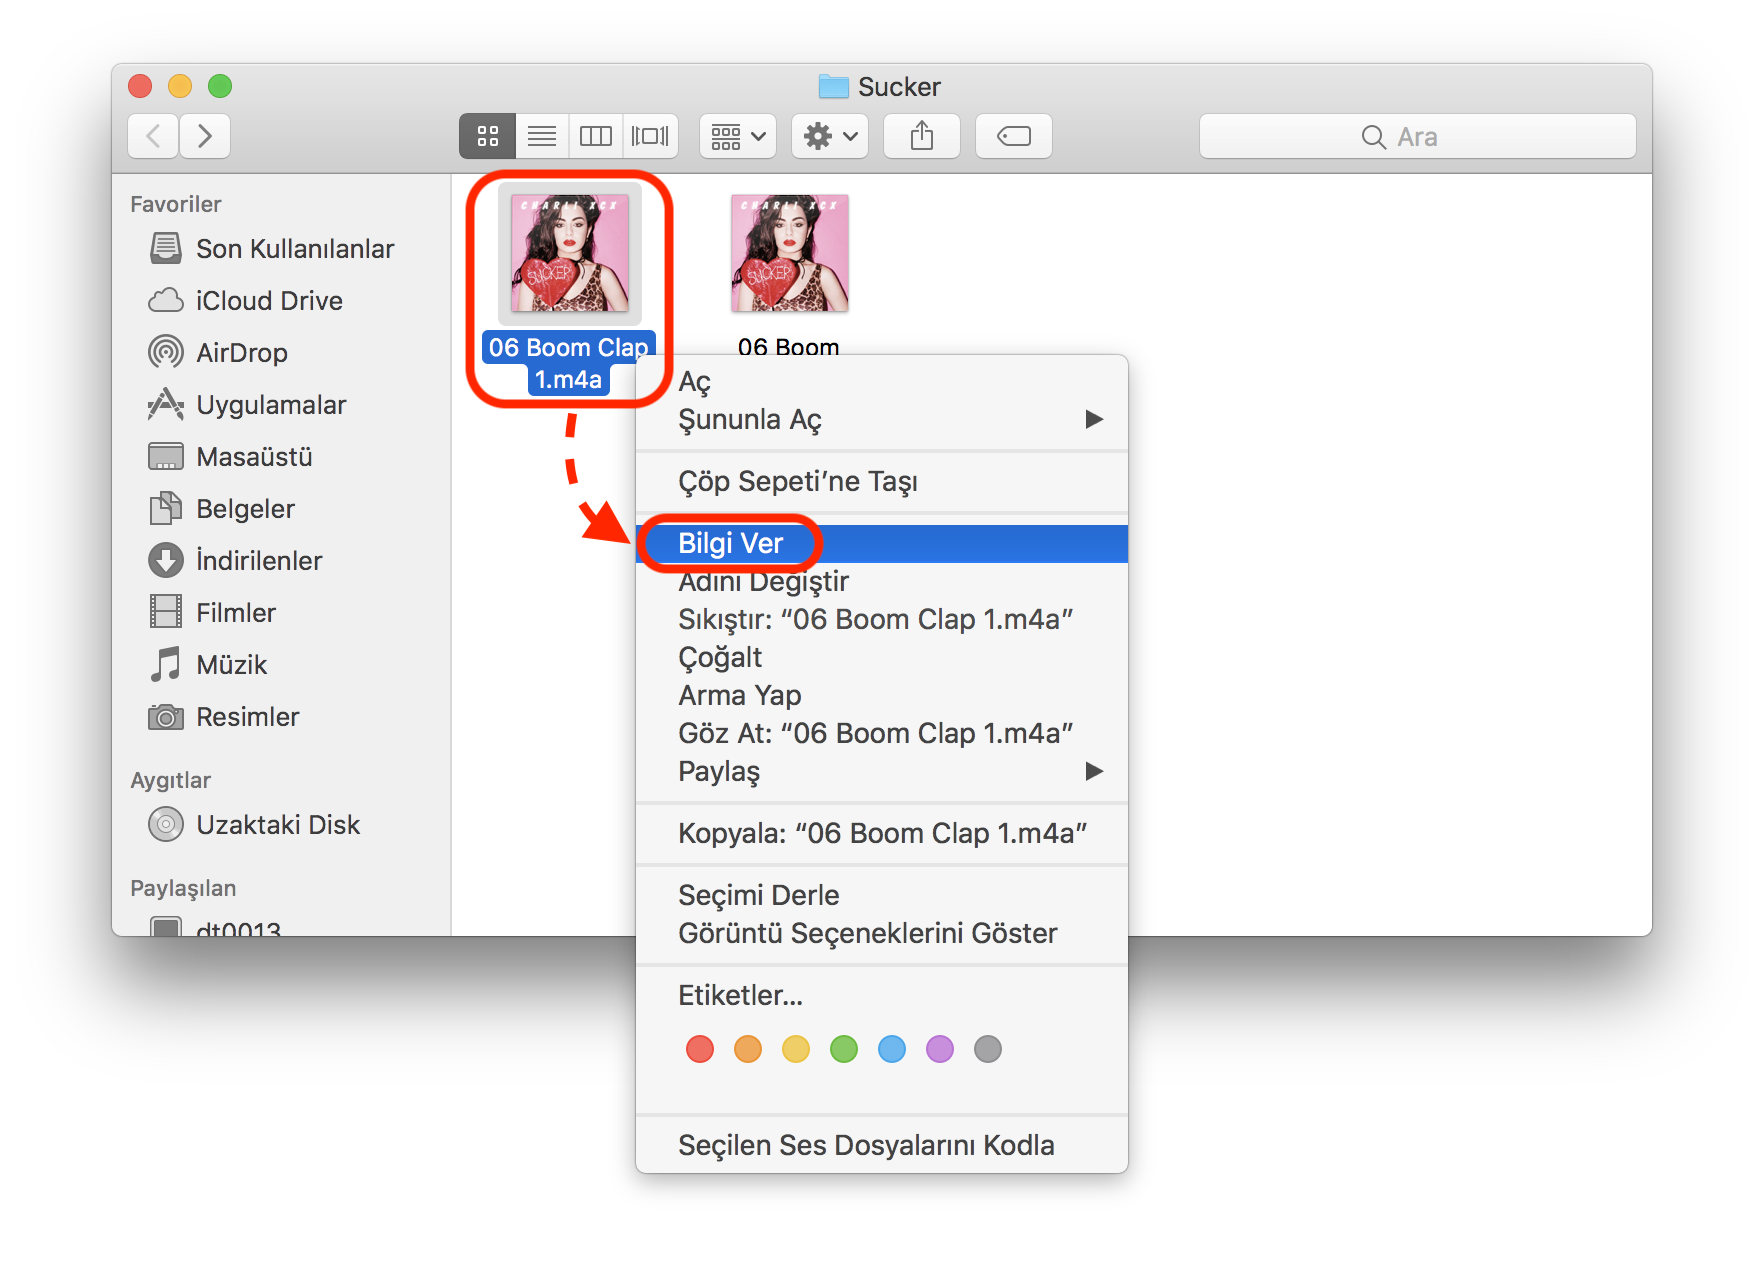 Sucker
Ara
Favoriler
Son Kullanılanlar
iCloud Drive
AirDrop
Uygulamalar
Masaüstü
Belgeler
İndirilenler
Filmler
Müzik
Resimler
Aygıtlar
Uzaktaki Disk
Paylaşılan
dt0013
CHARLI XCX
SUCKER
06 Boom Clap
1.m4a
CHARLI XCX
SUCKER
06 Boom
Aç
Şununla Aç
Çöp Sepeti’ne Taşı
Bilgi Ver
Adını Değiştir
Sıkıştır: “06 Boom Clap 1.m4a”
Çoğalt
Arma Yap
Göz At: “06 Boom Clap 1.m4a”
Paylaş
Kopyala: “06 Boom Clap 1.m4a”
Seçimi Derle
Görüntü Seçeneklerini Göster
Etiketler...
Seçilen Ses Dosyalarını Kodla